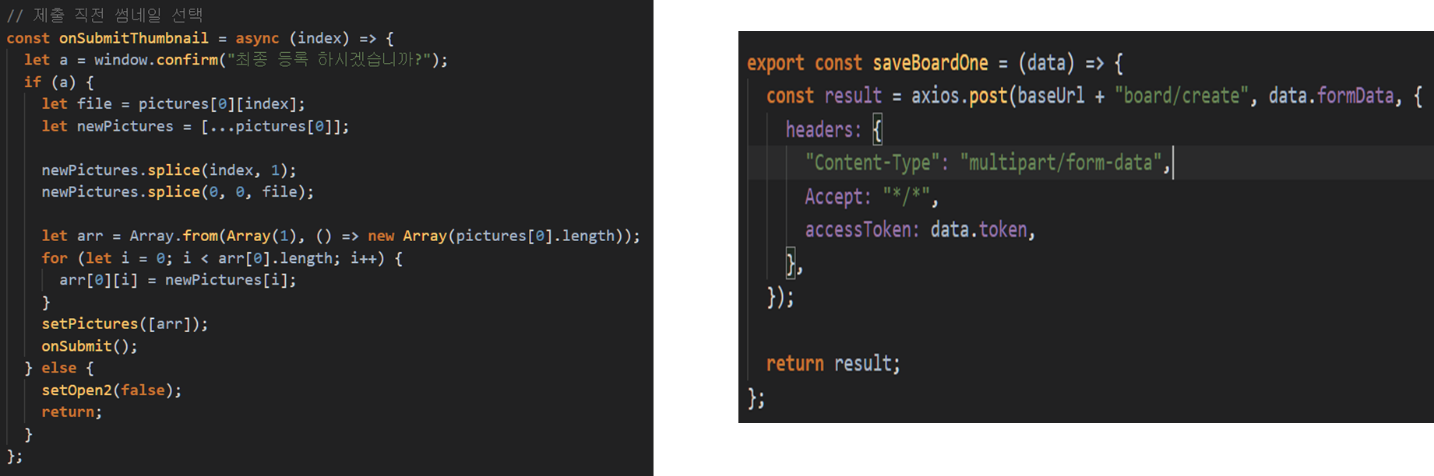 // 제출 직전 썸네일 선택
const onSubmitThumbnail = async (index) => {
let a = window.confirm("최종 등록 하시겠습니까?");
if (a) {
let file = pictures[0][index];
let newPictures = [...pictures[0]];
newPictures.splice(index, 1);
newPictures.splice(0, 0, file);
let arr = Array.from(Array(1), () => new Array(pictures[0].length));
for (let i = 0; i < arr[0].length; i++) {
arr[0][i] = newPictures[i];
}
setPictures([arr]);
onSubmit();
} else {
setOpen2(false);
return;
}
};
export const saveBoardOne = (data) => {
const result = axios.post(baseUrl + "board/create", data.formData, {
headers: {
"Content-Type": "multipart/form-data",
Accept: "*/*",
accessToken: data.token,
},
});
return result;
};